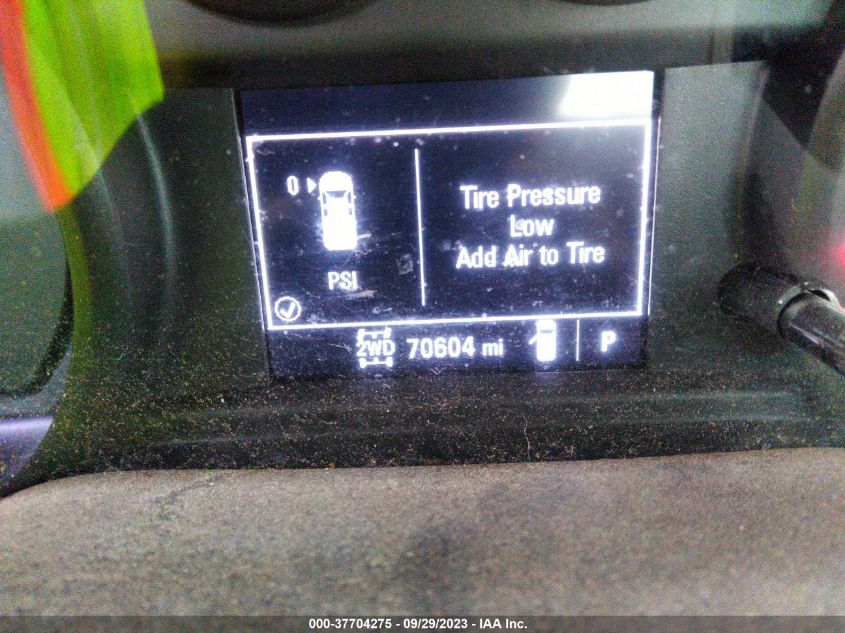 0
Tire Pressure
Low
Add Air to Tire
PSI
2WD 70604 mi P
000-37704275 - 09/29/2023 - IAA Inc.